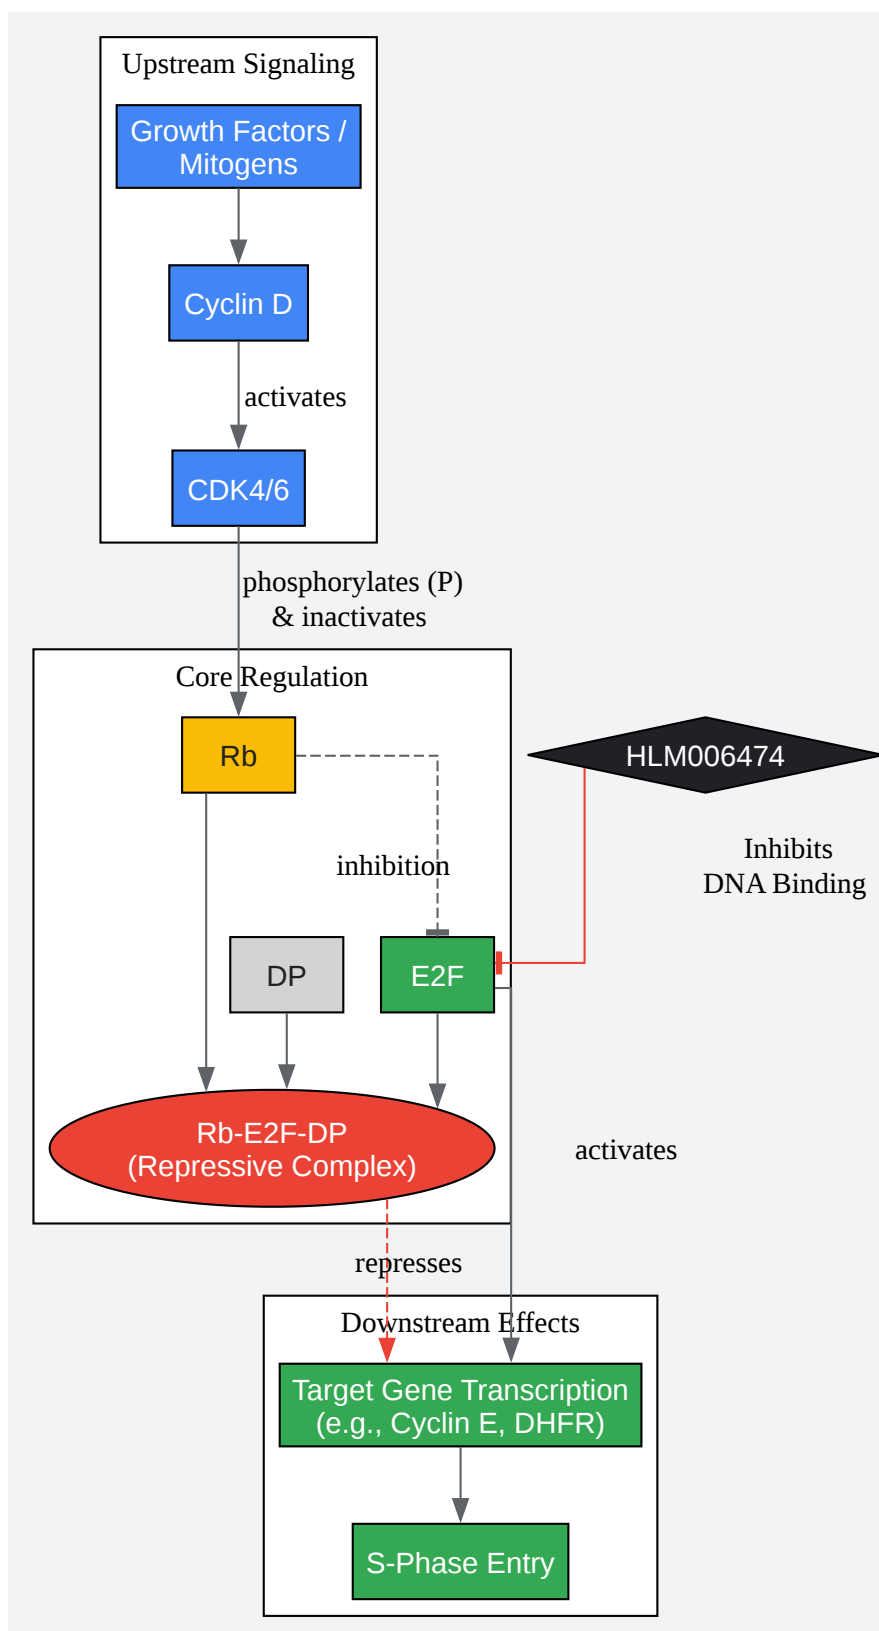 Upstream Signaling
Growth Factors /
Mitogens
Cyclin D
activates
CDK4/6
phosphorylates (P)
& inactivates
Core Regulation
Rb
HLM006474
inhibition
Inhibits
DNA Binding
DP
E2F
Rb-E2F-DP
(Repressive Complex)
activates
represses
Downstream Effects
Target Gene Transcription
(e.g., Cyclin E, DHFR)
S-Phase Entry